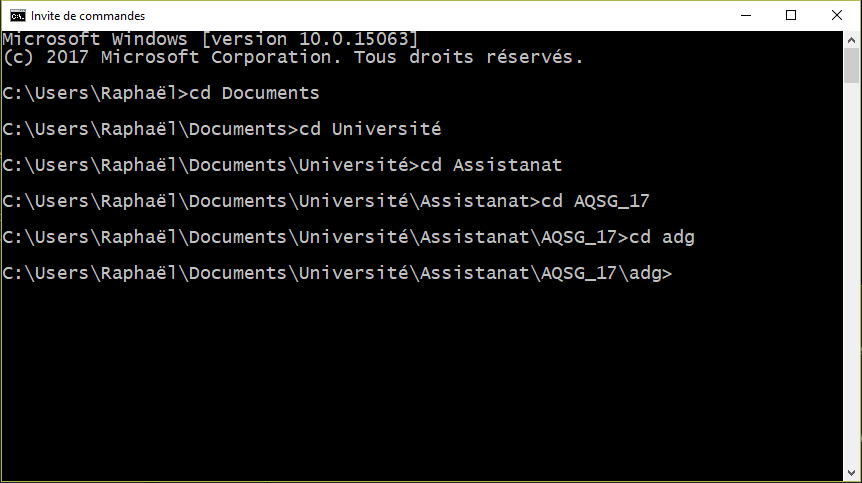 Invite de commandes
Microsoft Windows [version 10.0.15063]
(c) 2017 Microsoft Corporation. Tous droits réservés.
C:\Users\Raphaël>cd Documents
C:\Users\Raphaël\Documents>cd Université
C:\Users\Raphaël\Documents\Université>cd Assistanat
C:\Users\Raphaël\Documents\Université\Assistanat>cd AQSG_17
C:\Users\Raphaël\Documents\Université\Assistanat\AQSG_17>cd adg
C:\Users\Raphaël\Documents\Université\Assistanat\AQSG_17\adg>